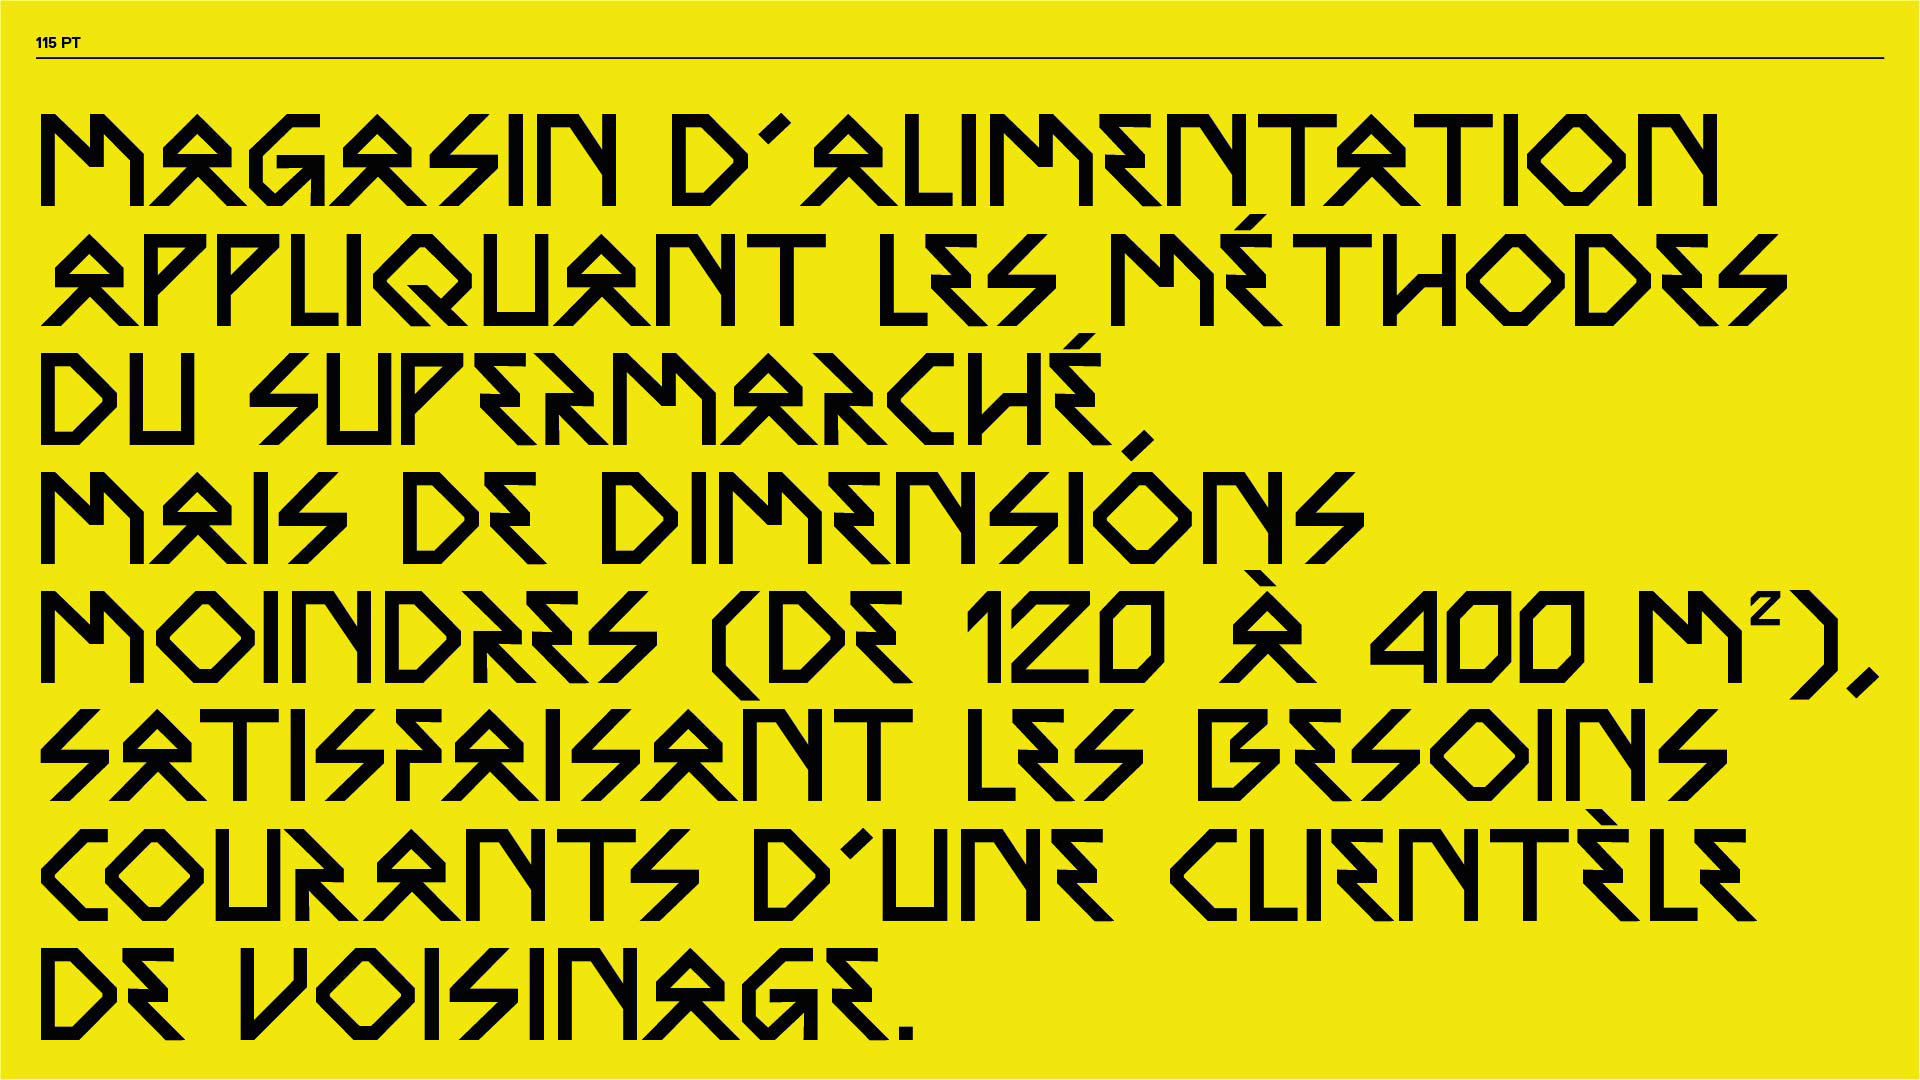 115 PT
MAGASIN D'ALIMENTATION
APPLIQUANT LES MÉTHODES
DU SUPERMARCHÉ,
MAIS DE DIMENSIONS
MOINDRES (DE 120 À 400 M²),
SATISFAISANT LES BESOINS
COURANTS D'UNE CLIENTÈLE
DE VOISINAGE.